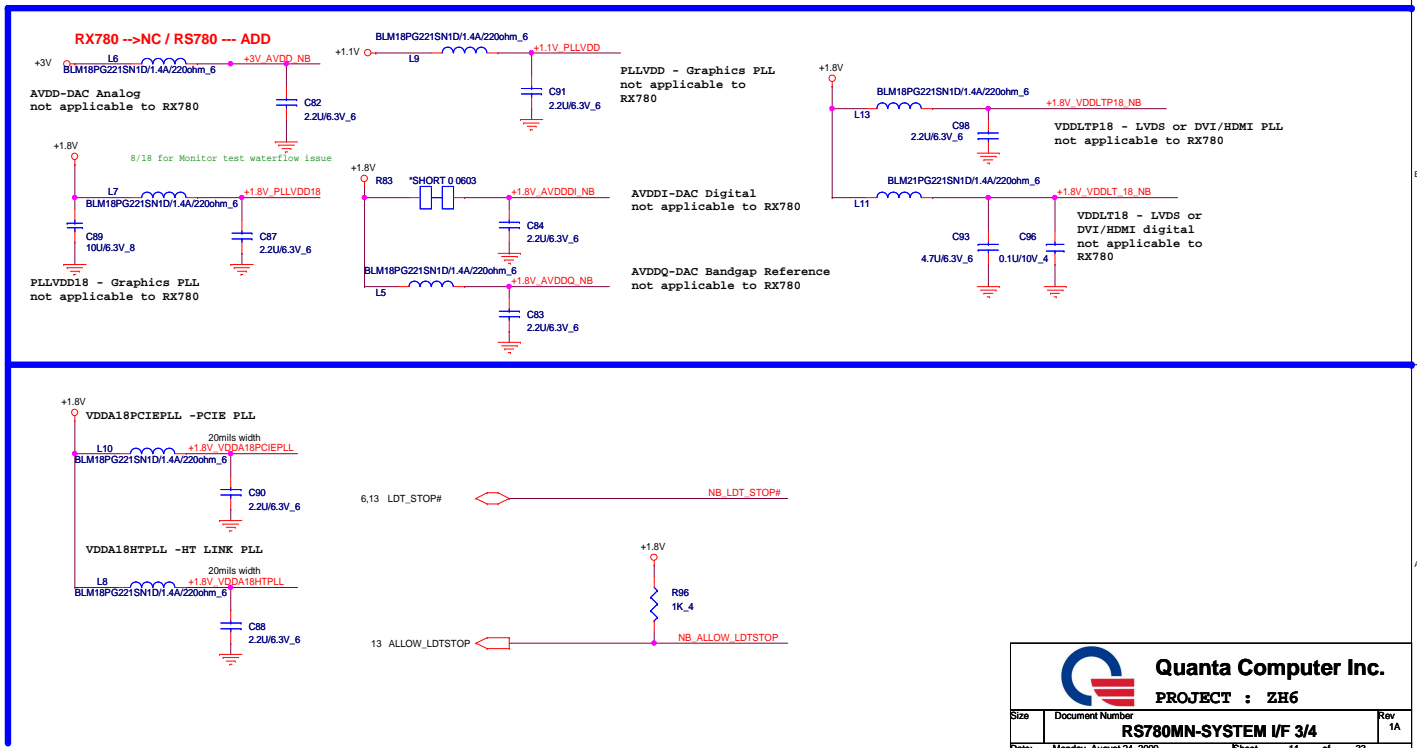 RX780 -->NC / RS780 --- ADD
+3V
L6
BLM18PG221SN1D/1.4A/220ohm_6
+3V_AVDD_NB
AVDD-DAC Analog
not applicable to RX780
C82
2.2U/6.3V_6
BLM18PG221SN1D/1.4A/220ohm_6
+1.1V
L9
+1.1V_PLLVDD
C91
2.2U/6.3V_6
PLLVDD - Graphics PLL
not applicable to
RX780
+1.8V
BLM18PG221SN1D/1.4A/220ohm_6
L13
+1.8V_VDDLTP18_NB
C98
2.2U/6.3V_6
VDDLTP18 - LVDS or DVI/HDMI PLL
not applicable to RX780
+1.8V
8/18 for Monitor test waterflow issue
L7
BLM18PG221SN1D/1.4A/220ohm_6
+1.8V_PLLVDD18
C89
10U/6.3V_8
C87
2.2U/6.3V_6
PLLVDD18 - Graphics PLL
not applicable to RX780
+1.8V
R83
*SHORT 0 0603
+1.8V_AVDDDI_NB
C84
2.2U/6.3V_6
AVDDI-DAC Digital
not applicable to RX780
BLM18PG221SN1D/1.4A/220ohm_6
L5
+1.8V_AVDDQ_NB
C83
2.2U/6.3V_6
AVDDQ-DAC Bandgap Reference
not applicable to RX780
BLM21PG221SN1D/1.4A/220ohm_6
L11
+1.8V_VDDLT_18_NB
C93
4.7U/6.3V_6
C96
0.1U/10V_4
VDDLT18 - LVDS or
DVI/HDMI digital
not applicable to
RX780
+1.8V
VDDA18PCIEPLL -PCIE PLL
20mils width
L10
+1.8V_VDDA18PCIEPLL
BLM18PG221SN1D/1.4A/220ohm_6
C90
2.2U/6.3V_6
VDDA18HTPLL -HT LINK PLL
20mils width
L8
+1.8V_VDDA18HTPLL
BLM18PG221SN1D/1.4A/220ohm_6
C88
2.2U/6.3V_6
6,13 LDT_STOP#
NB_LDT_STOP#
+1.8V
R96
1K_4
13 ALLOW_LDTSTOP
NB_ALLOW_LDTSTOP
Quanta Computer Inc.
PROJECT : ZH6
Size
Document Number
Rev
RS780MN-SYSTEM I/F 3/4
1A